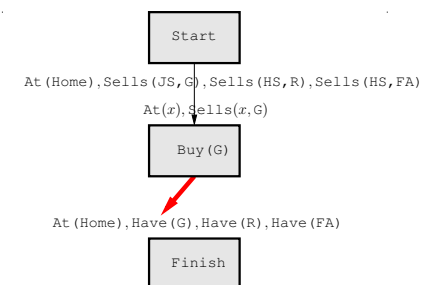 Start
At(Home),Sells(JS,G),Sells(HS,R),Sells(HS,FA)
At(x),Sells(x,G)
Buy(G)
At(Home),Have(G),Have(R),Have(FA)
Finish